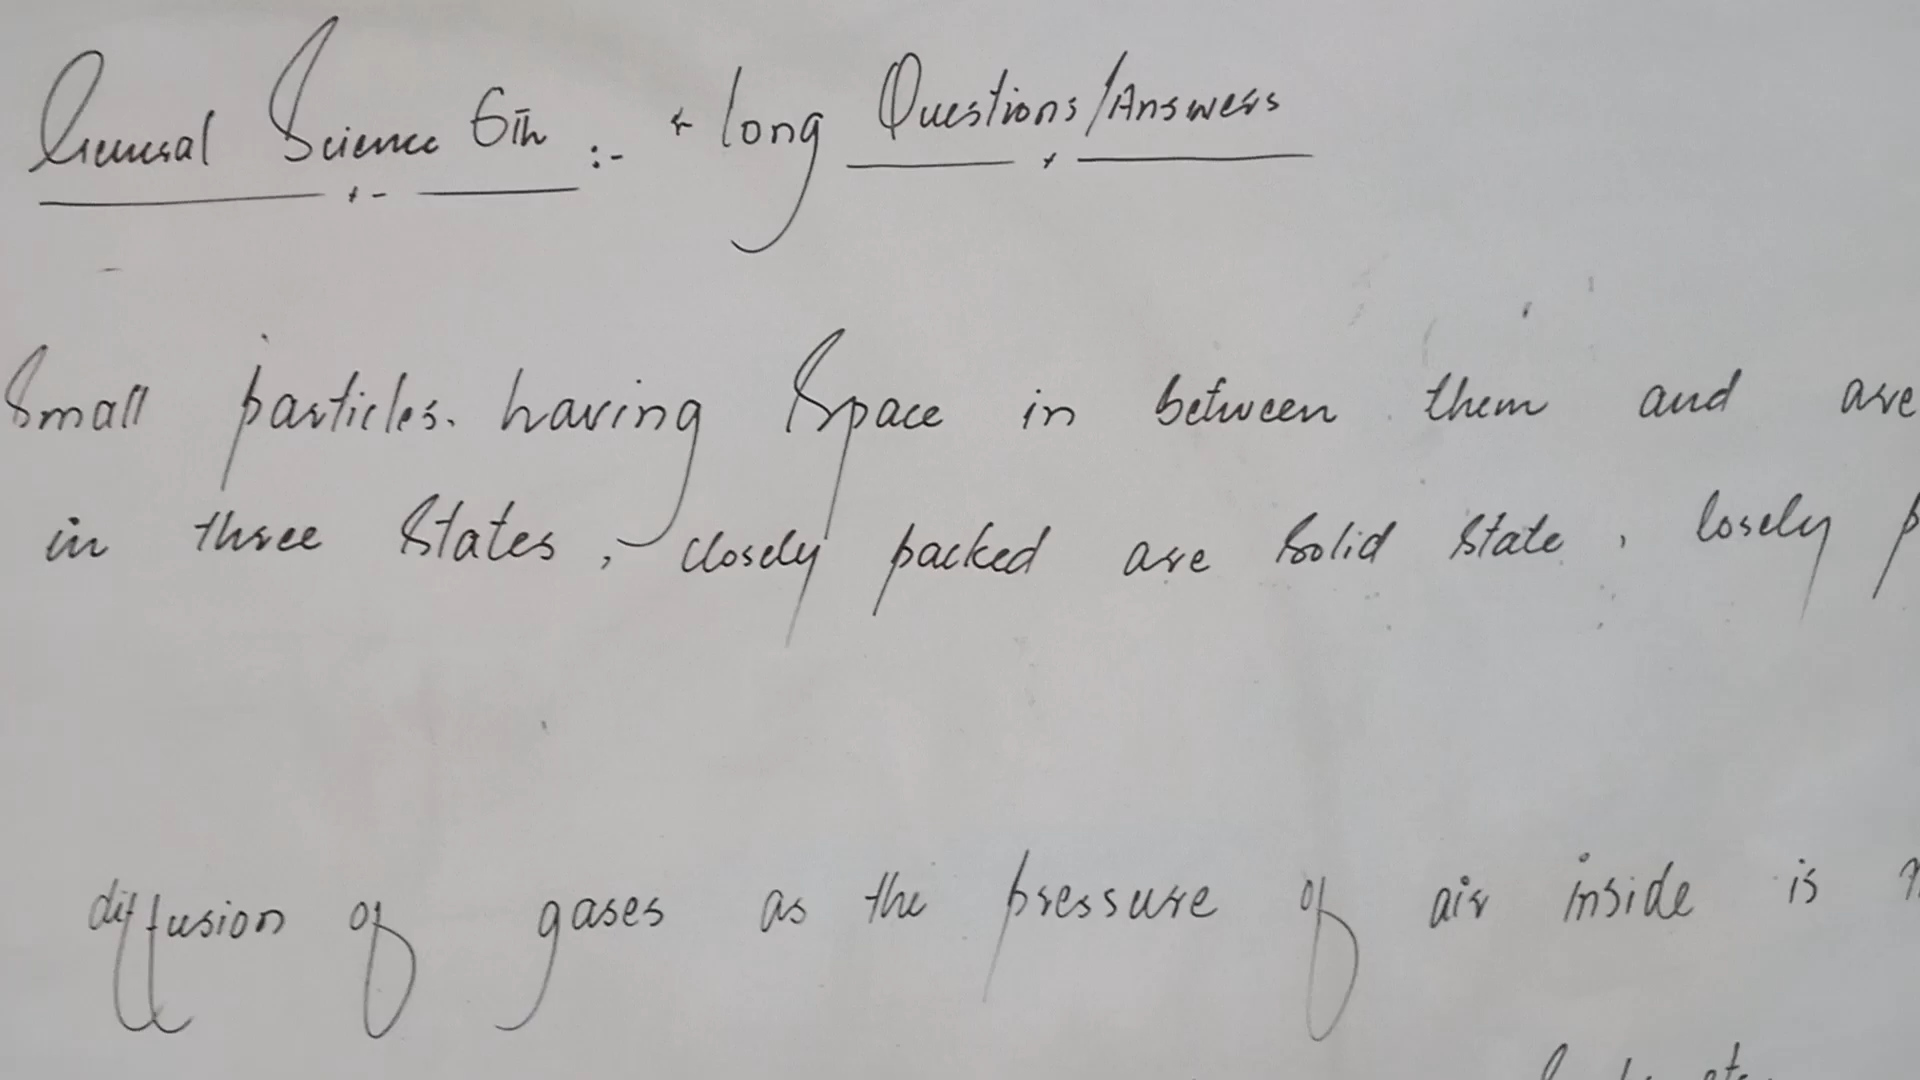 General Science 6th :- * long Questions/Answers
Small particles. having Space in between them and are
in three States, closely packed are Solid State, losely
diffusion of gases as the pressure of air inside is